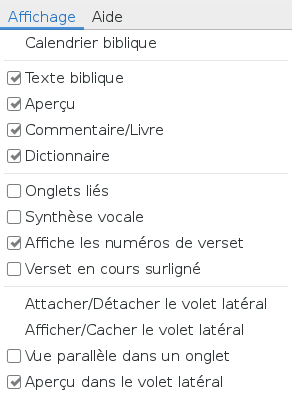 Affichage Aide
Calendrier biblique
Texte biblique
Aperçu
Commentaire/Livre
Dictionnaire
Onglets liés
Synthèse vocale
Affiche les numéros de verset
Verset en cours surligné
Attacher/Détacher le volet latéral
Afficher/Cacher le volet latéral
Vue parallèle dans un onglet
Aperçu dans le volet latéral